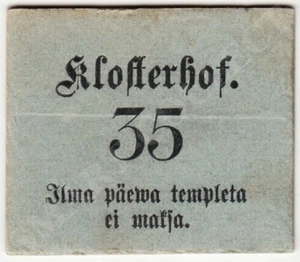 Klosterhof.
35
Ilma päewa templeta
ei maksa.